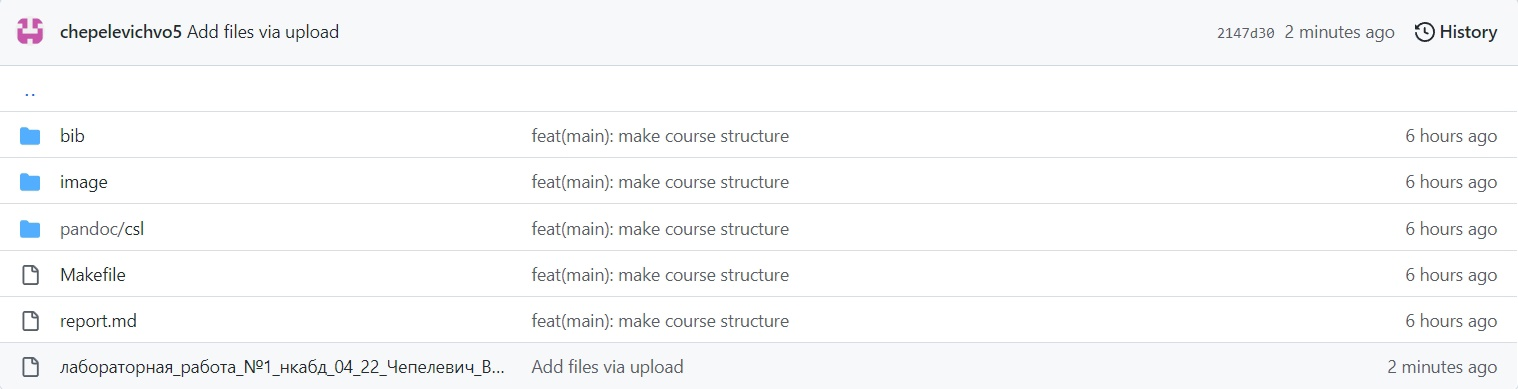 chepelevichvo5 Add files via upload 2147d30 2 minutes ago History
..
bib feat(main): make course structure 6 hours ago
image feat(main): make course structure 6 hours ago
pandoc/csl feat(main): make course structure 6 hours ago
Makefile feat(main): make course structure 6 hours ago
report.md feat(main): make course structure 6 hours ago
лабораторная_работа_№1_нкабд_04_22_Чепелевич_В... Add files via upload 2 minutes ago